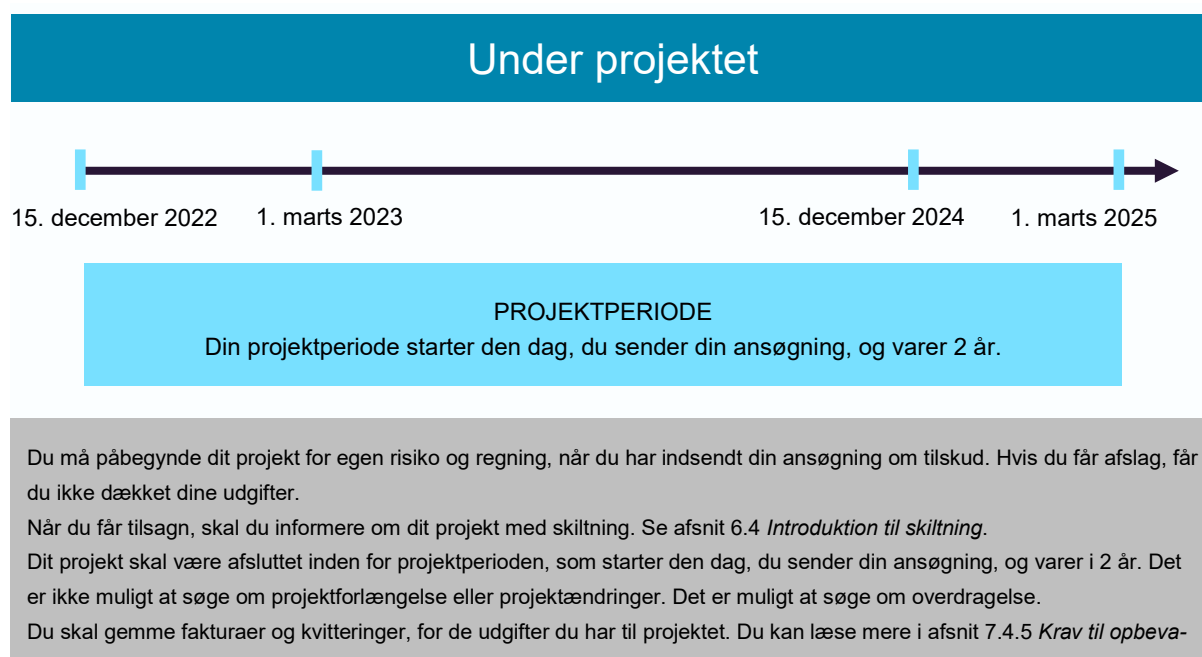 Under projektet
15. december 2022 1. marts 2023 15. december 2024 1. marts 2025
PROJEKTPERIODE
Din projektperiode starter den dag, du sender din ansøgning, og varer 2 år.
Du må påbegynde dit projekt for egen risiko og regning, når du har indsendt din ansøgning om tilskud. Hvis du får afslag, får
du ikke dækket dine udgifter.
Når du får tilsagn, skal du informere om dit projekt med skiltning. Se afsnit 6.4 Introduktion til skiltning.
Dit projekt skal være afsluttet inden for projektperioden, som starter den dag, du sender din ansøgning, og varer i 2 år. Det
er ikke muligt at søge om projektforlængelse eller projektændringer. Det er muligt at søge om overdragelse.
Du skal gemme fakturaer og kvitteringer, for de udgifter du har til projektet. Du kan læse mere i afsnit 7.4.5 Krav til opbeva-